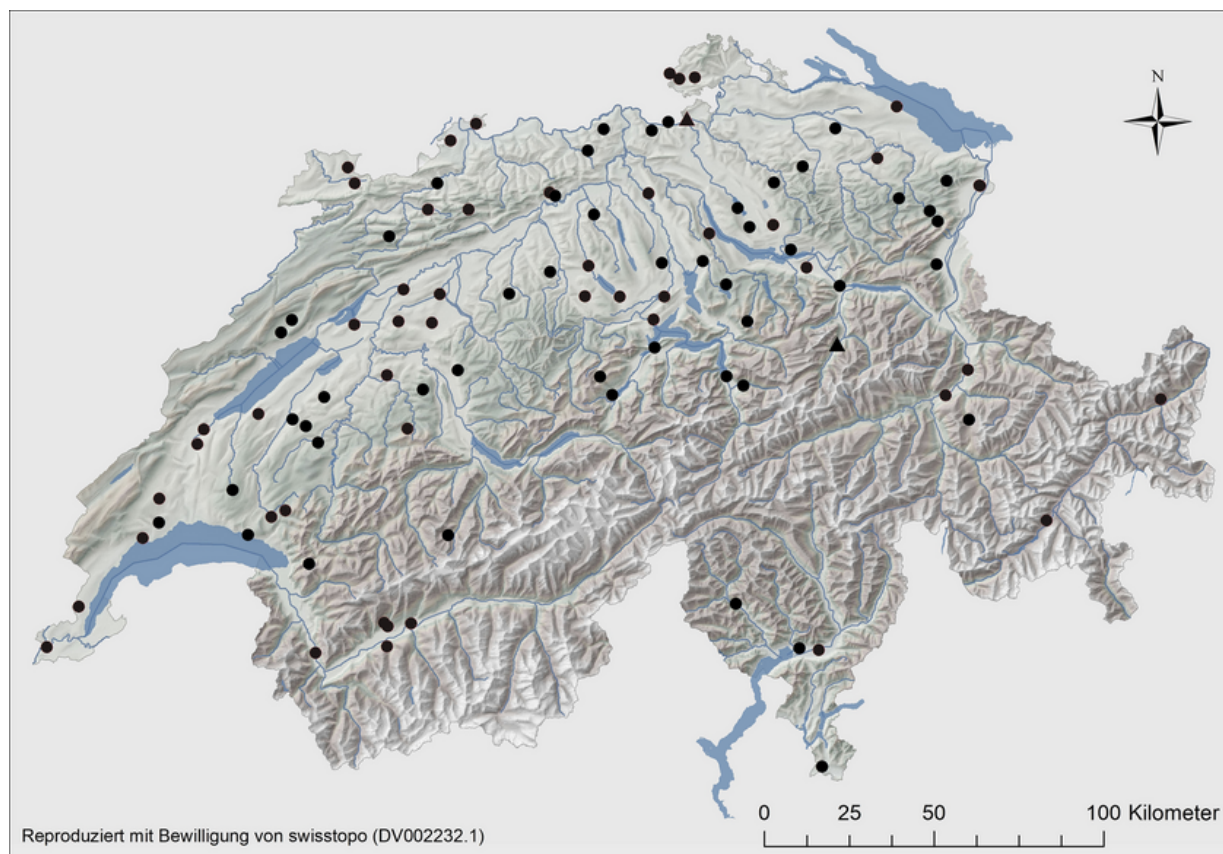 N
0 25 50 100 Kilometer
Reproduziert mit Bewilligung von swisstopo (DV002232.1)